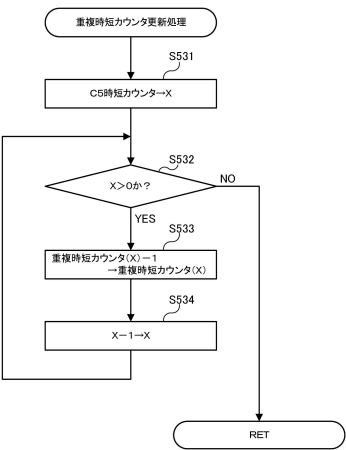 重複時短カウンタ更新処理
S531
C5時短カウンタ→X
S532
X>0か？
NO
YES
S533
重複時短カウンタ(X)－1
→重複時短カウンタ(X)
S534
X－1→X
RET